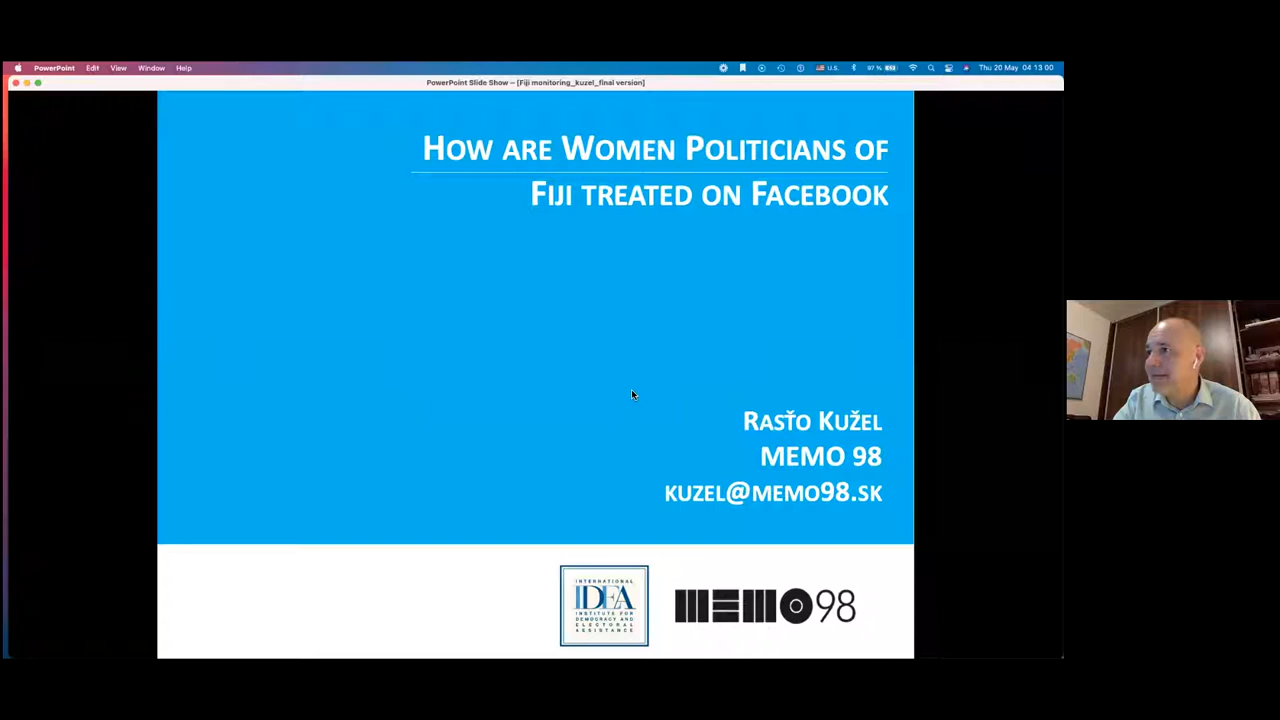 PowerPoint Edit View Window Help
U.S. 97 % Thu 20 May 04 13 00
PowerPoint Slide Show – [Fiji monitoring_kuzel_final version]
HOW ARE WOMEN POLITICIANS OF
FIJI TREATED ON FACEBOOK
RASŤO KUŽEL
MEMO 98
KUZEL@MEMO98.SK
INTERNATIONAL
IDEA
INSTITUTE FOR
DEMOCRACY AND
ELECTORAL
ASSISTANCE
MEMO98